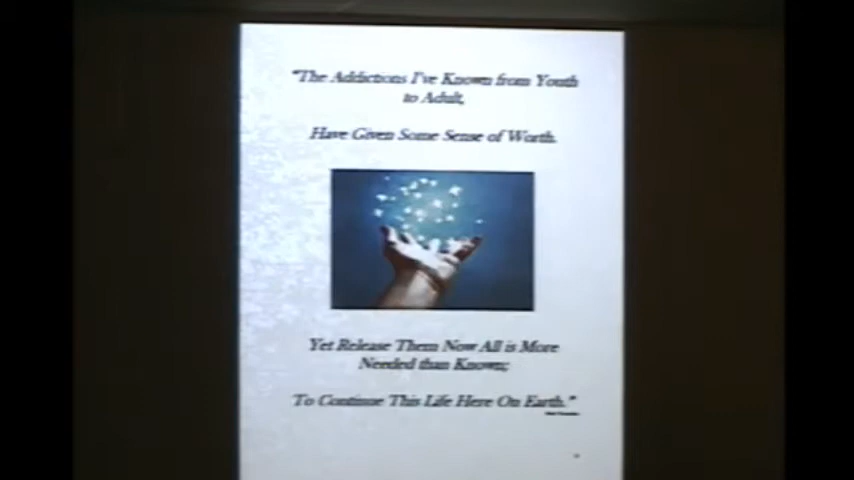 "The Addictions I've Known from Youth
to Adult,
Have Given Some Sense of Worth.
Yet Release Them Now All is More
Needed than Known;
To Continue This Life Here On Earth."